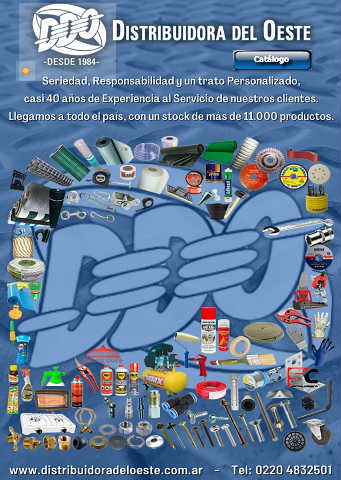 DDO
DISTRIBUIDORA DEL OESTE
-DESDE 1984-
Catálogo
Seriedad, Responsabilidad y un trato Personalizado,
casi 40 años de Experiencia al Servicio de nuestros clientes.
Llegamos a todo el país, con un stock de más de 11.000 productos.
DDO
www.distribuidoradeloeste.com.ar - Tel: 0220 4832501